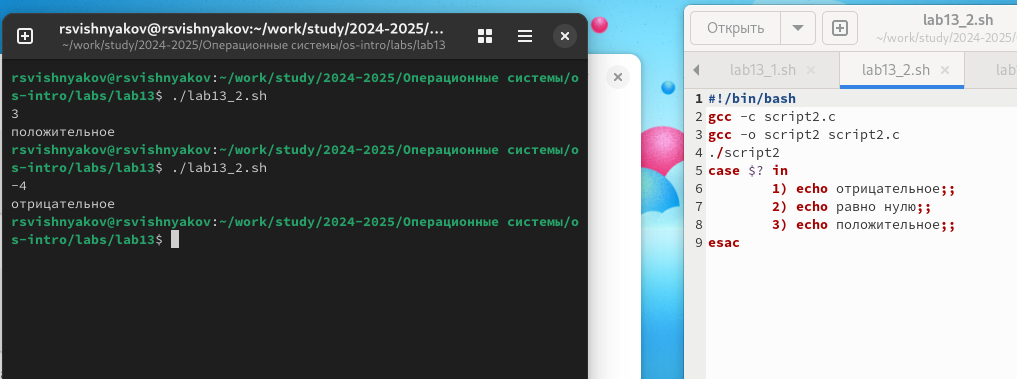 rsvishnyakov@rsvishnyakov:~/work/study/2024-2025/...
~/work/study/2024-2025/Операционные системы/os-intro/labs/lab13
rsvishnyakov@rsvishnyakov:~/work/study/2024-2025/Операционные системы/o
s-intro/labs/lab13$ ./lab13_2.sh
3
положительное
rsvishnyakov@rsvishnyakov:~/work/study/2024-2025/Операционные системы/o
s-intro/labs/lab13$ ./lab13_2.sh
-4
отрицательное
rsvishnyakov@rsvishnyakov:~/work/study/2024-2025/Операционные системы/o
s-intro/labs/lab13$
Открыть
lab13_2.sh
~/work/study/2024-2025/
lab13_1.sh
lab13_2.sh
lab
1 #!/bin/bash
2 gcc -c script2.c
3 gcc -o script2 script2.c
4 ./script2
5 case $? in
6 1) echo отрицательное;;
7 2) echo равно нулю;;
8 3) echo положительное;;
9 esac